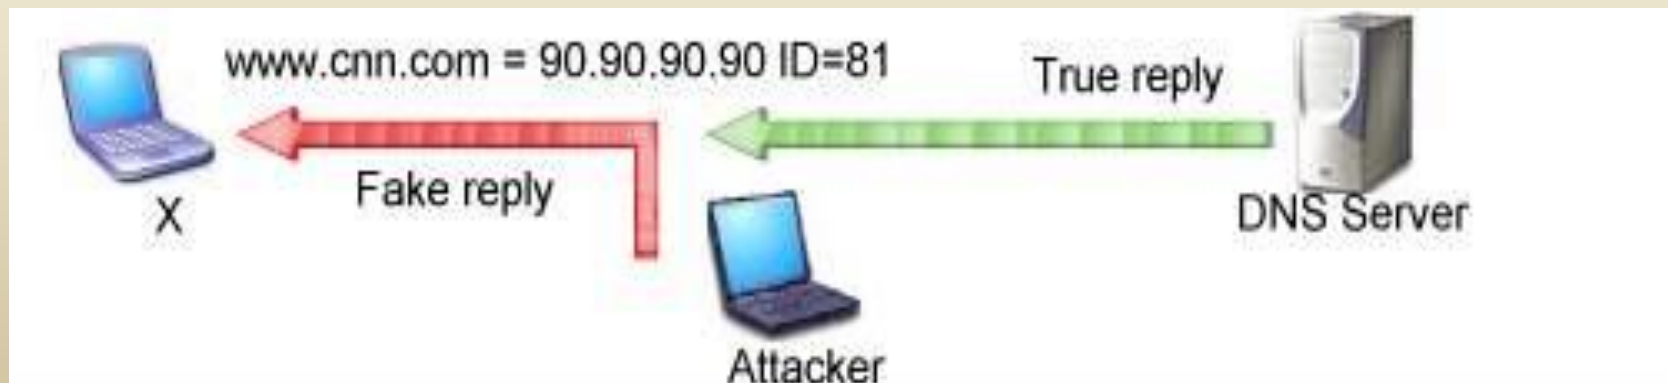 www.cnn.com = 90.90.90.90 ID=81
True reply
Fake reply
X
DNS Server
Attacker